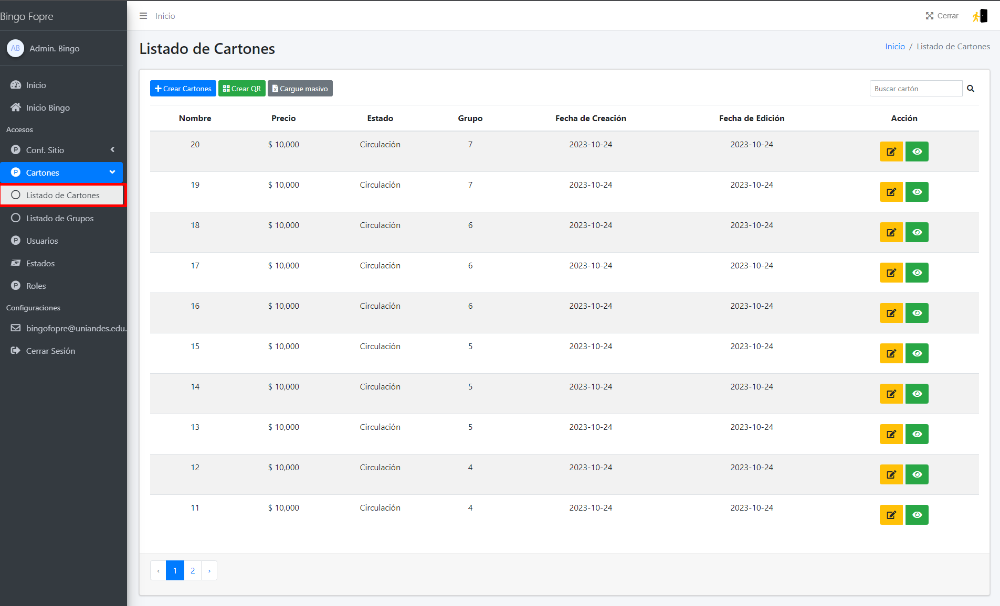 Bingo Fopre
AB Admin. Bingo
Inicio
Inicio Bingo
Accesos
Conf. Sitio
Cartones
Listado de Cartones
Listado de Grupos
Usuarios
Estados
Roles
Configuraciones
bingofopre@uniandes.edu.
Cerrar Sesión
Inicio
Cerrar
Listado de Cartones
Inicio / Listado de Cartones
Crear Cartones Crear QR Cargue masivo
Buscar cartón
Nombre Precio Estado Grupo Fecha de Creación Fecha de Edición Acción
20 $ 10,000 Circulación 7 2023-10-24 2023-10-24
19 $ 10,000 Circulación 7 2023-10-24 2023-10-24
18 $ 10,000 Circulación 6 2023-10-24 2023-10-24
17 $ 10,000 Circulación 6 2023-10-24 2023-10-24
16 $ 10,000 Circulación 6 2023-10-24 2023-10-24
15 $ 10,000 Circulación 5 2023-10-24 2023-10-24
14 $ 10,000 Circulación 5 2023-10-24 2023-10-24
13 $ 10,000 Circulación 5 2023-10-24 2023-10-24
12 $ 10,000 Circulación 4 2023-10-24 2023-10-24
11 $ 10,000 Circulación 4 2023-10-24 2023-10-24
‹ 1 2 ›